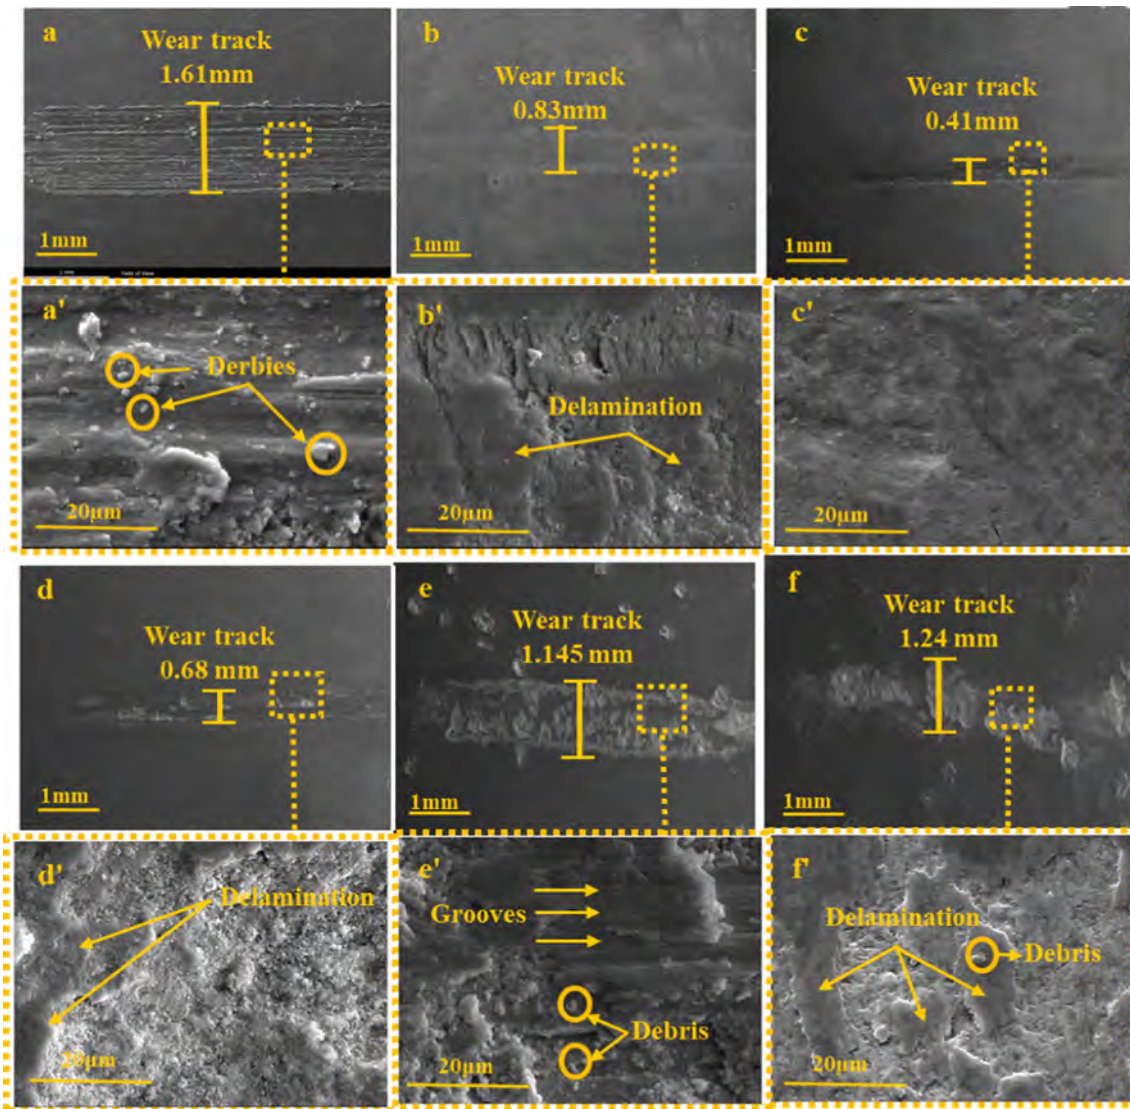 a
Wear track
1.61mm
1mm
b
Wear track
0.83mm
1mm
c
Wear track
0.41mm
1mm
a'
Derbies
20μm
b'
Delamination
20μm
c'
20μm
d
Wear track
0.68 mm
1mm
e
Wear track
1.145 mm
1mm
f
Wear track
1.24 mm
1mm
d'
Delamination
20μm
e'
Grooves
Debris
20μm
f'
Delamination
Debris
20μm